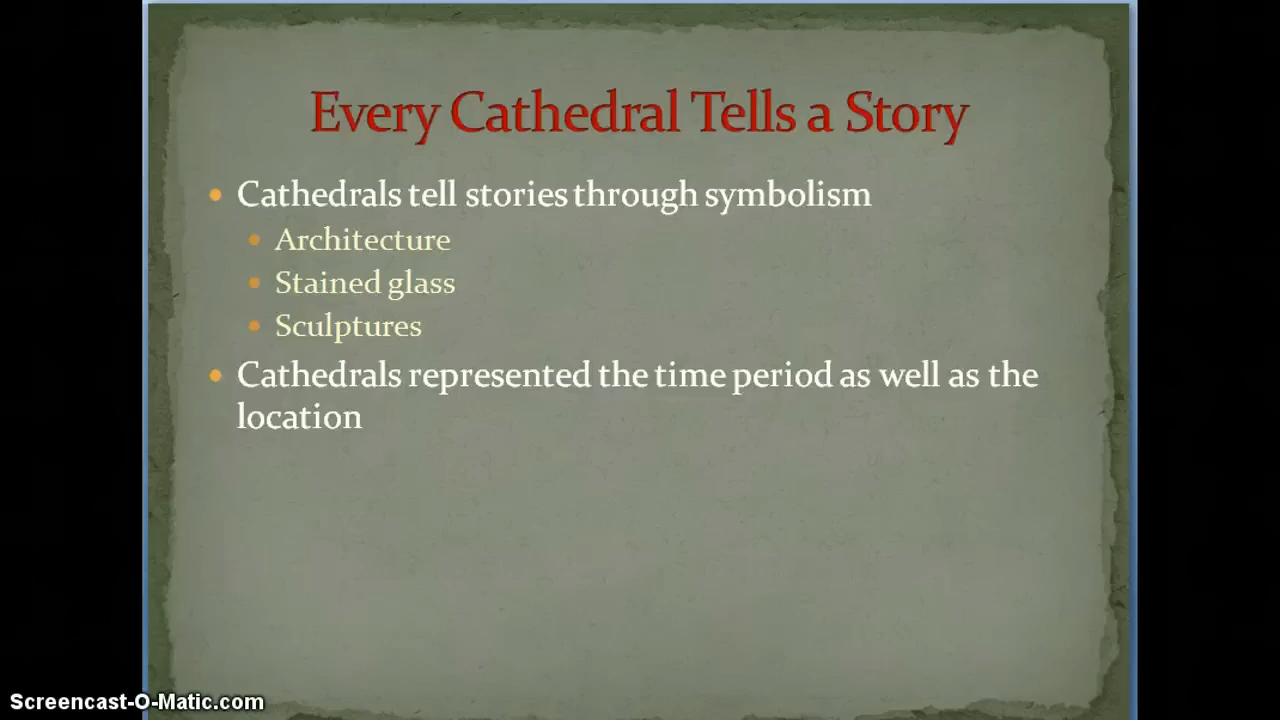 Every Cathedral Tells a Story
Cathedrals tell stories through symbolism
Architecture
Stained glass
Sculptures
Cathedrals represented the time period as well as the
location
Screencast-O-Matic.com